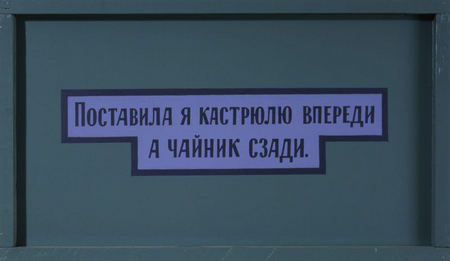 Поставила я кастрюлю впереди
а чайник сзади.